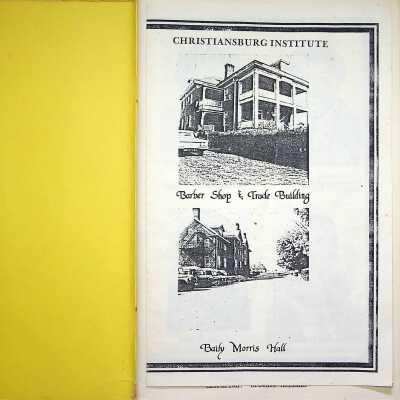 CHRISTIANSBURG INSTITUTE
Barber Shop & Trade Building
Baily Morris Hall